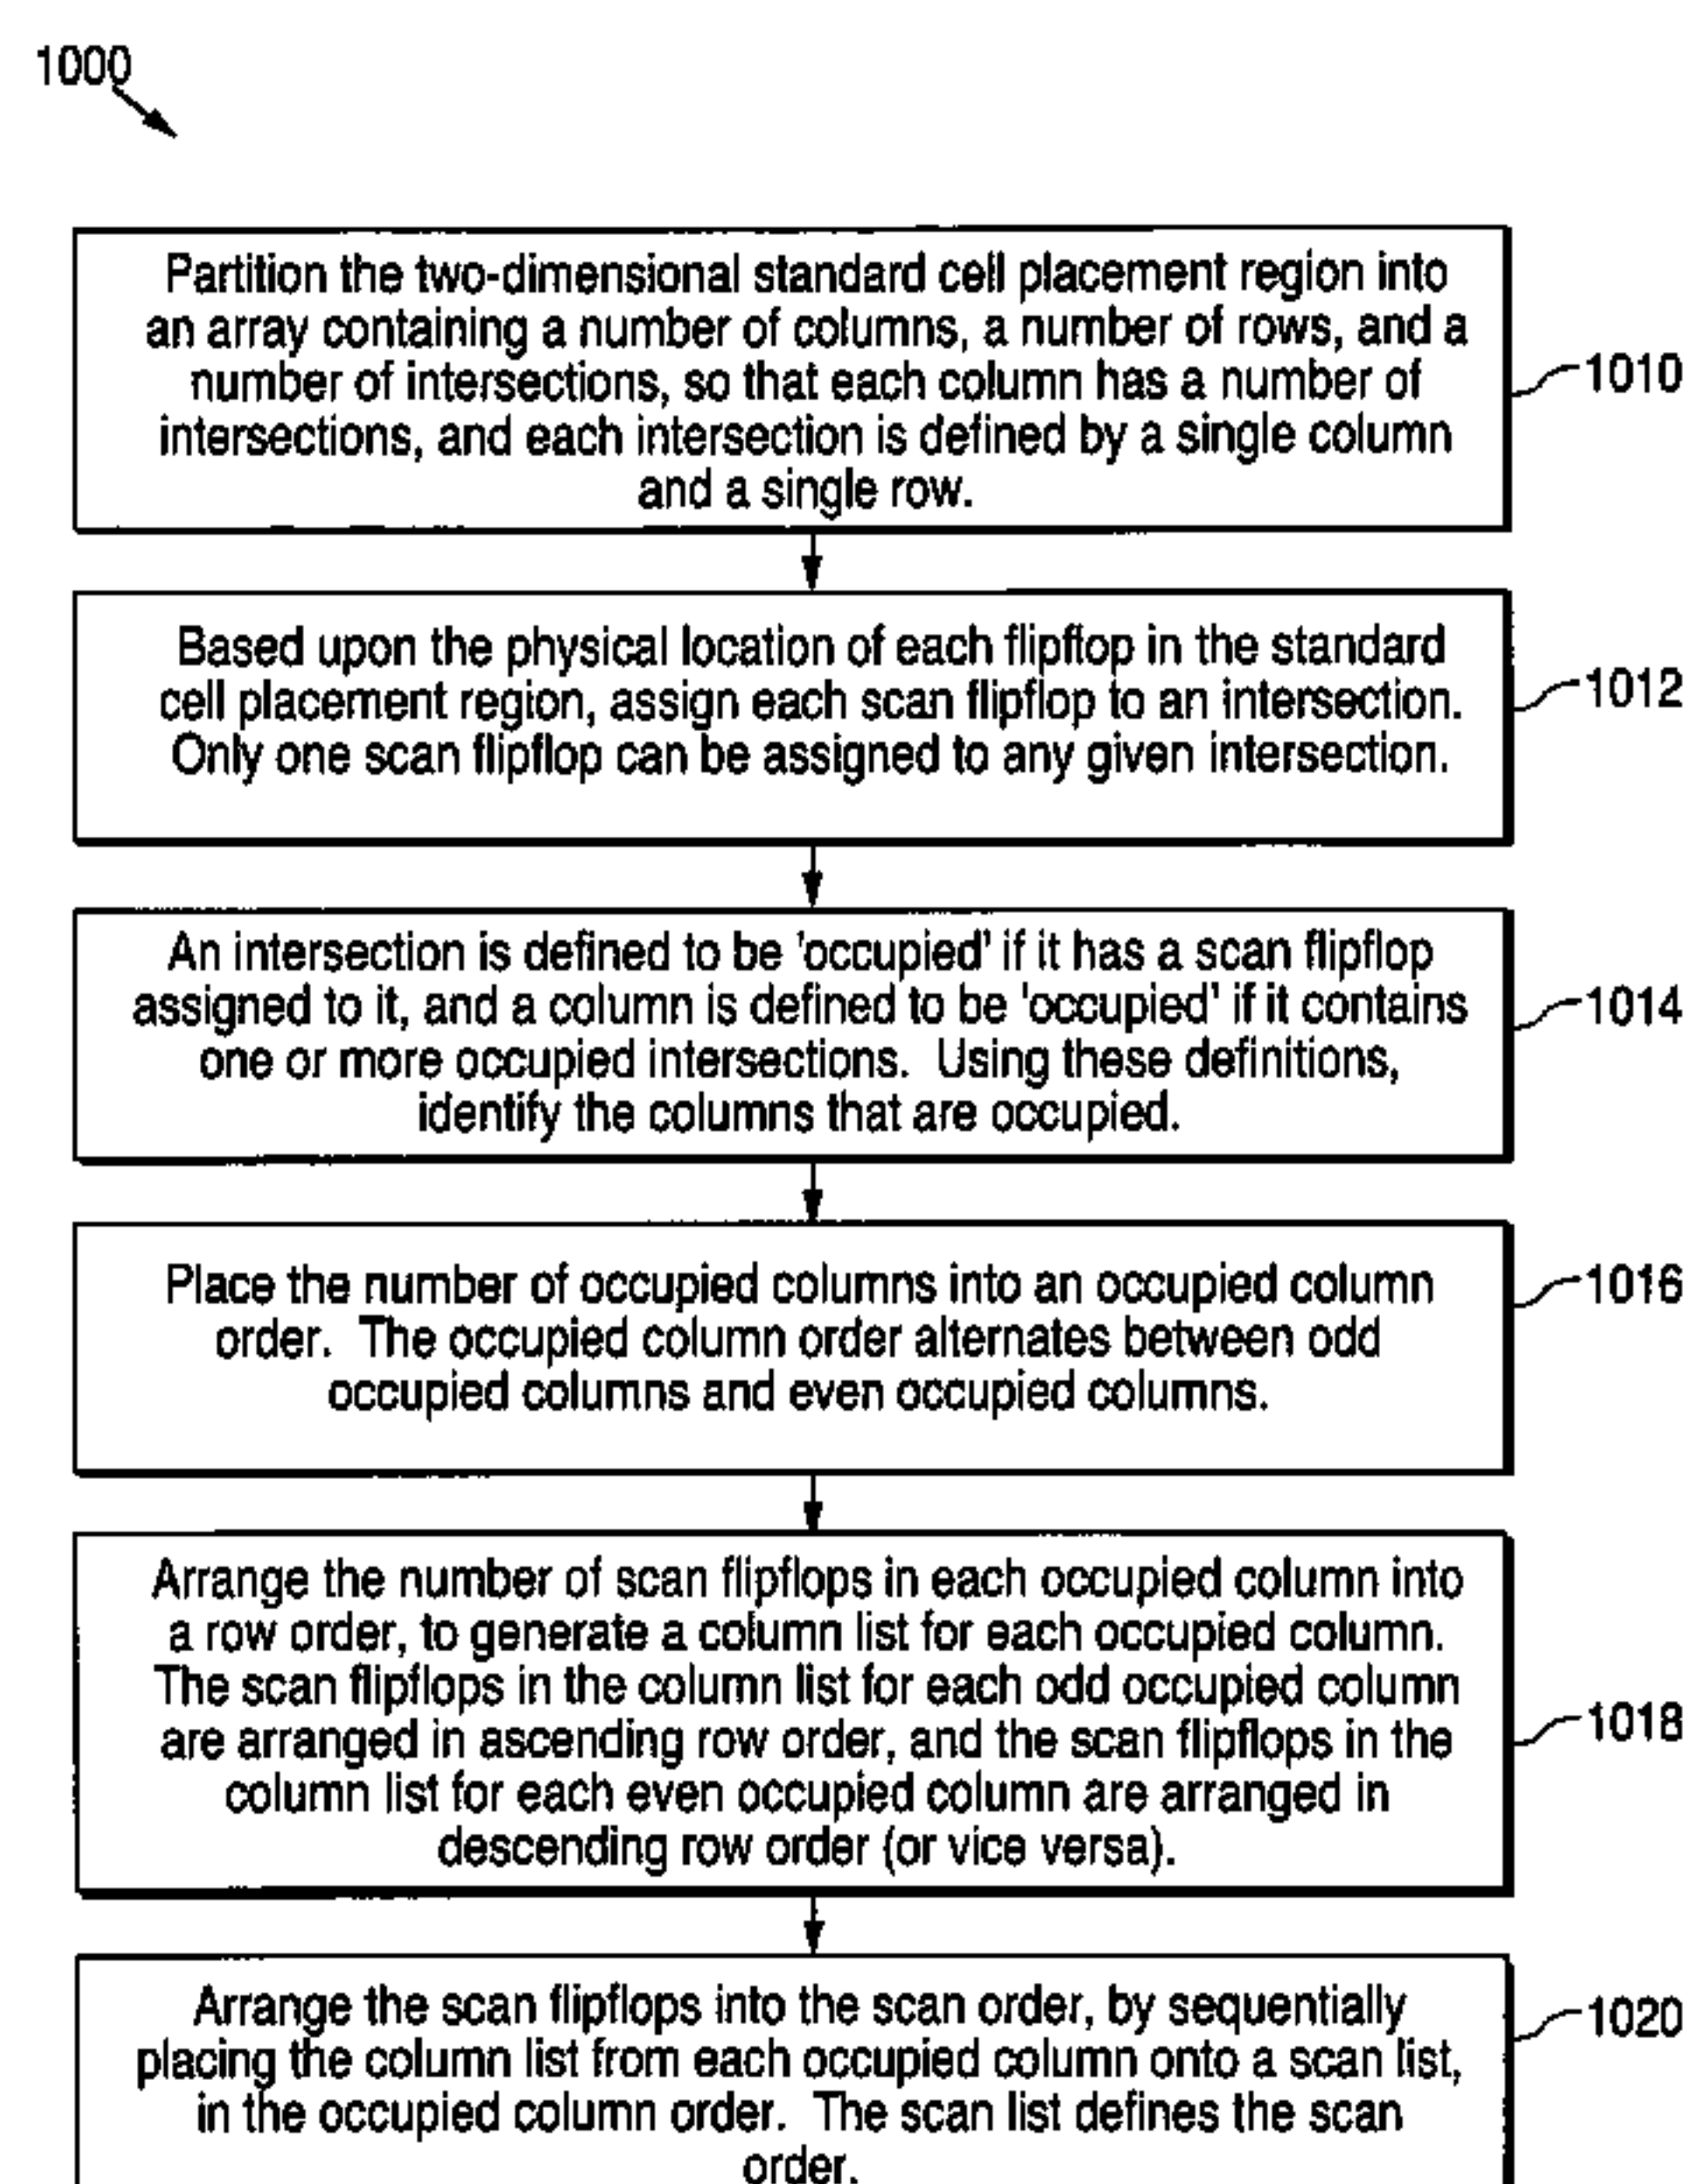 1000
Partition the two-dimensional standard cell placement region into
an array containing a number of columns, a number of rows, and a
number of intersections, so that each column has a number of
intersections, and each intersection is defined by a single column
and a single row.
1010
Based upon the physical location of each flipflop in the standard
cell placement region, assign each scan flipflop to an intersection.
Only one scan flipflop can be assigned to any given intersection.
1012
An intersection is defined to be 'occupied' if it has a scan flipflop
assigned to it, and a column is defined to be 'occupied' if it contains
one or more occupied intersections. Using these definitions,
identify the columns that are occupied.
1014
Place the number of occupied columns into an occupied column
order. The occupied column order alternates between odd
occupied columns and even occupied columns.
1016
Arrange the number of scan flipflops in each occupied column into
a row order, to generate a column list for each occupied column.
The scan flipflops in the column list for each odd occupied column
are arranged in ascending row order, and the scan flipflops in the
column list for each even occupied column are arranged in
descending row order (or vice versa).
1018
Arrange the scan flipflops into the scan order, by sequentially
placing the column list from each occupied column onto a scan list,
in the occupied column order. The scan list defines the scan
order.
1020